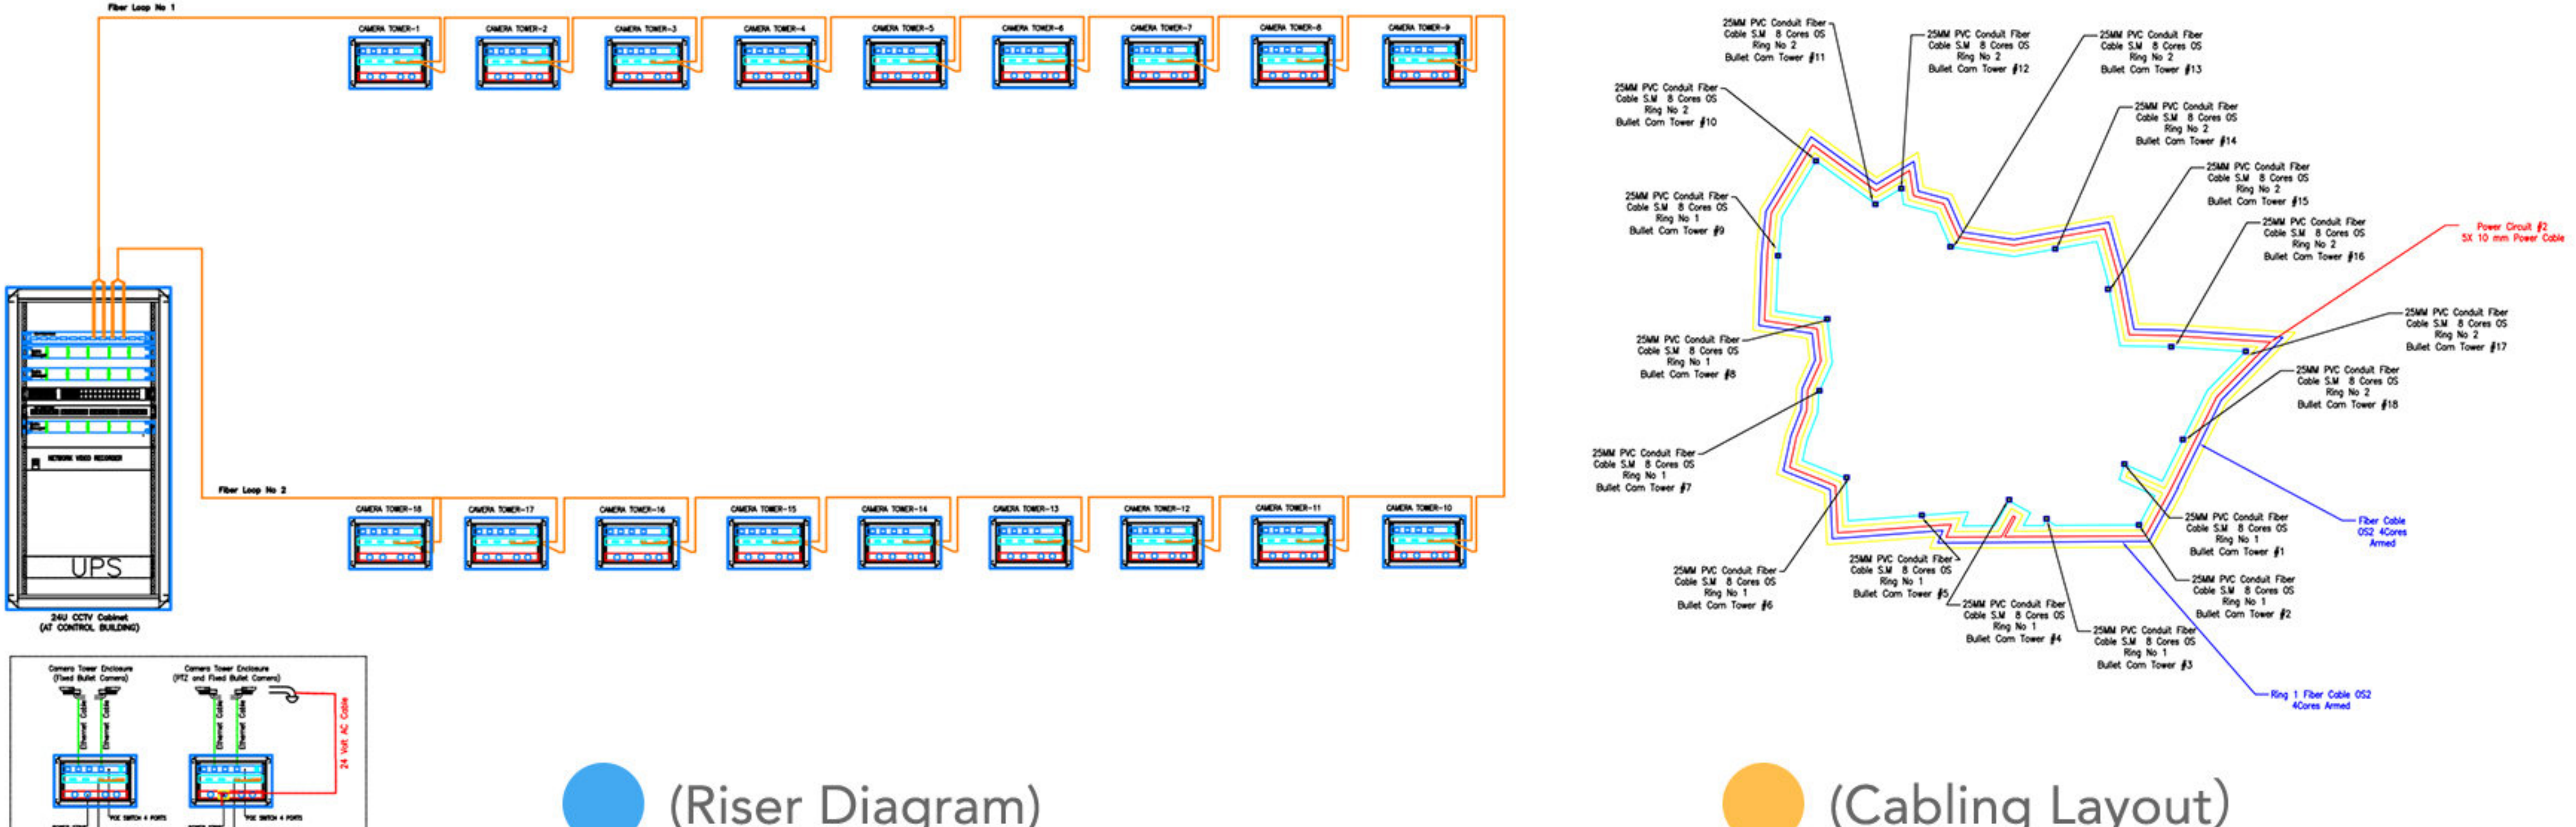 Fiber Loop No 1
CAMERA TOWER-1
CAMERA TOWER-2
CAMERA TOWER-3
CAMERA TOWER-4
CAMERA TOWER-5
CAMERA TOWER-6
CAMERA TOWER-7
CAMERA TOWER-8
CAMERA TOWER-9
NETWORK VIDEO RECORDER
UPS
24U CCTV Cabinet
(AT CONTROL BUILDING)
Fiber Loop No 2
CAMERA TOWER-18
CAMERA TOWER-17
CAMERA TOWER-16
CAMERA TOWER-15
CAMERA TOWER-14
CAMERA TOWER-13
CAMERA TOWER-12
CAMERA TOWER-11
CAMERA TOWER-10
Camera Tower Enclosure
(Fixed Bullet Camera)
Ethernet Cable
Ethernet Cable
POE SWITCH 4 PORTS
Camera Tower Enclosure
(PTZ and Fixed Bullet Camera)
Ethernet Cable
Ethernet Cable
24 Volt AC Cable
POE SWITCH 4 PORTS
(Riser Diagram)
25MM PVC Conduit Fiber
Cable S.M 8 Cores OS
Ring No 2
Bullet Cam Tower #11
25MM PVC Conduit Fiber
Cable S.M 8 Cores OS
Ring No 2
Bullet Cam Tower #12
25MM PVC Conduit Fiber
Cable S.M 8 Cores OS
Ring No 2
Bullet Cam Tower #13
25MM PVC Conduit Fiber
Cable S.M 8 Cores OS
Ring No 2
Bullet Cam Tower #10
25MM PVC Conduit Fiber
Cable S.M 8 Cores OS
Ring No 2
Bullet Cam Tower #14
25MM PVC Conduit Fiber
Cable S.M 8 Cores OS
Ring No 2
Bullet Cam Tower #15
25MM PVC Conduit Fiber
Cable S.M 8 Cores OS
Ring No 1
Bullet Cam Tower #9
25MM PVC Conduit Fiber
Cable S.M 8 Cores OS
Ring No 2
Bullet Cam Tower #16
Power Circuit #2
5X 10 mm Power Cable
25MM PVC Conduit Fiber
Cable S.M 8 Cores OS
Ring No 2
Bullet Cam Tower #17
25MM PVC Conduit Fiber
Cable S.M 8 Cores OS
Ring No 1
Bullet Cam Tower #8
25MM PVC Conduit Fiber
Cable S.M 8 Cores OS
Ring No 2
Bullet Cam Tower #18
25MM PVC Conduit Fiber
Cable S.M 8 Cores OS
Ring No 1
Bullet Cam Tower #7
Fiber Cable
OS2 4Cores
Armed
25MM PVC Conduit Fiber
Cable S.M 8 Cores OS
Ring No 1
Bullet Cam Tower #1
25MM PVC Conduit Fiber
Cable S.M 8 Cores OS
Ring No 1
Bullet Cam Tower #6
25MM PVC Conduit Fiber
Cable S.M 8 Cores OS
Ring No 1
Bullet Cam Tower #5
25MM PVC Conduit Fiber
Cable S.M 8 Cores OS
Ring No 1
Bullet Cam Tower #2
25MM PVC Conduit Fiber
Cable S.M 8 Cores OS
Ring No 1
Bullet Cam Tower #4
25MM PVC Conduit Fiber
Cable S.M 8 Cores OS
Ring No 1
Bullet Cam Tower #3
Ring 1 Fiber Cable OS2
4Cores Armed
(Cabling Layout)